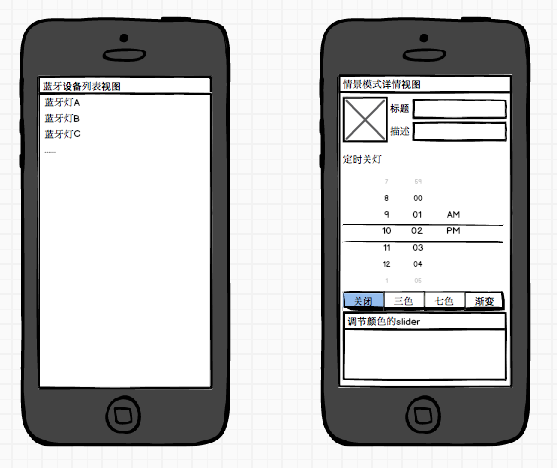 蓝牙设备列表视图
蓝牙灯A
蓝牙灯B
蓝牙灯C
......
情景模式详情视图
标题
描述
定时关灯
7 59
8 00
9 01 AM
10 02 PM
11 03
12 04
1 05
关闭 三色 七色 渐变
调节颜色的slider